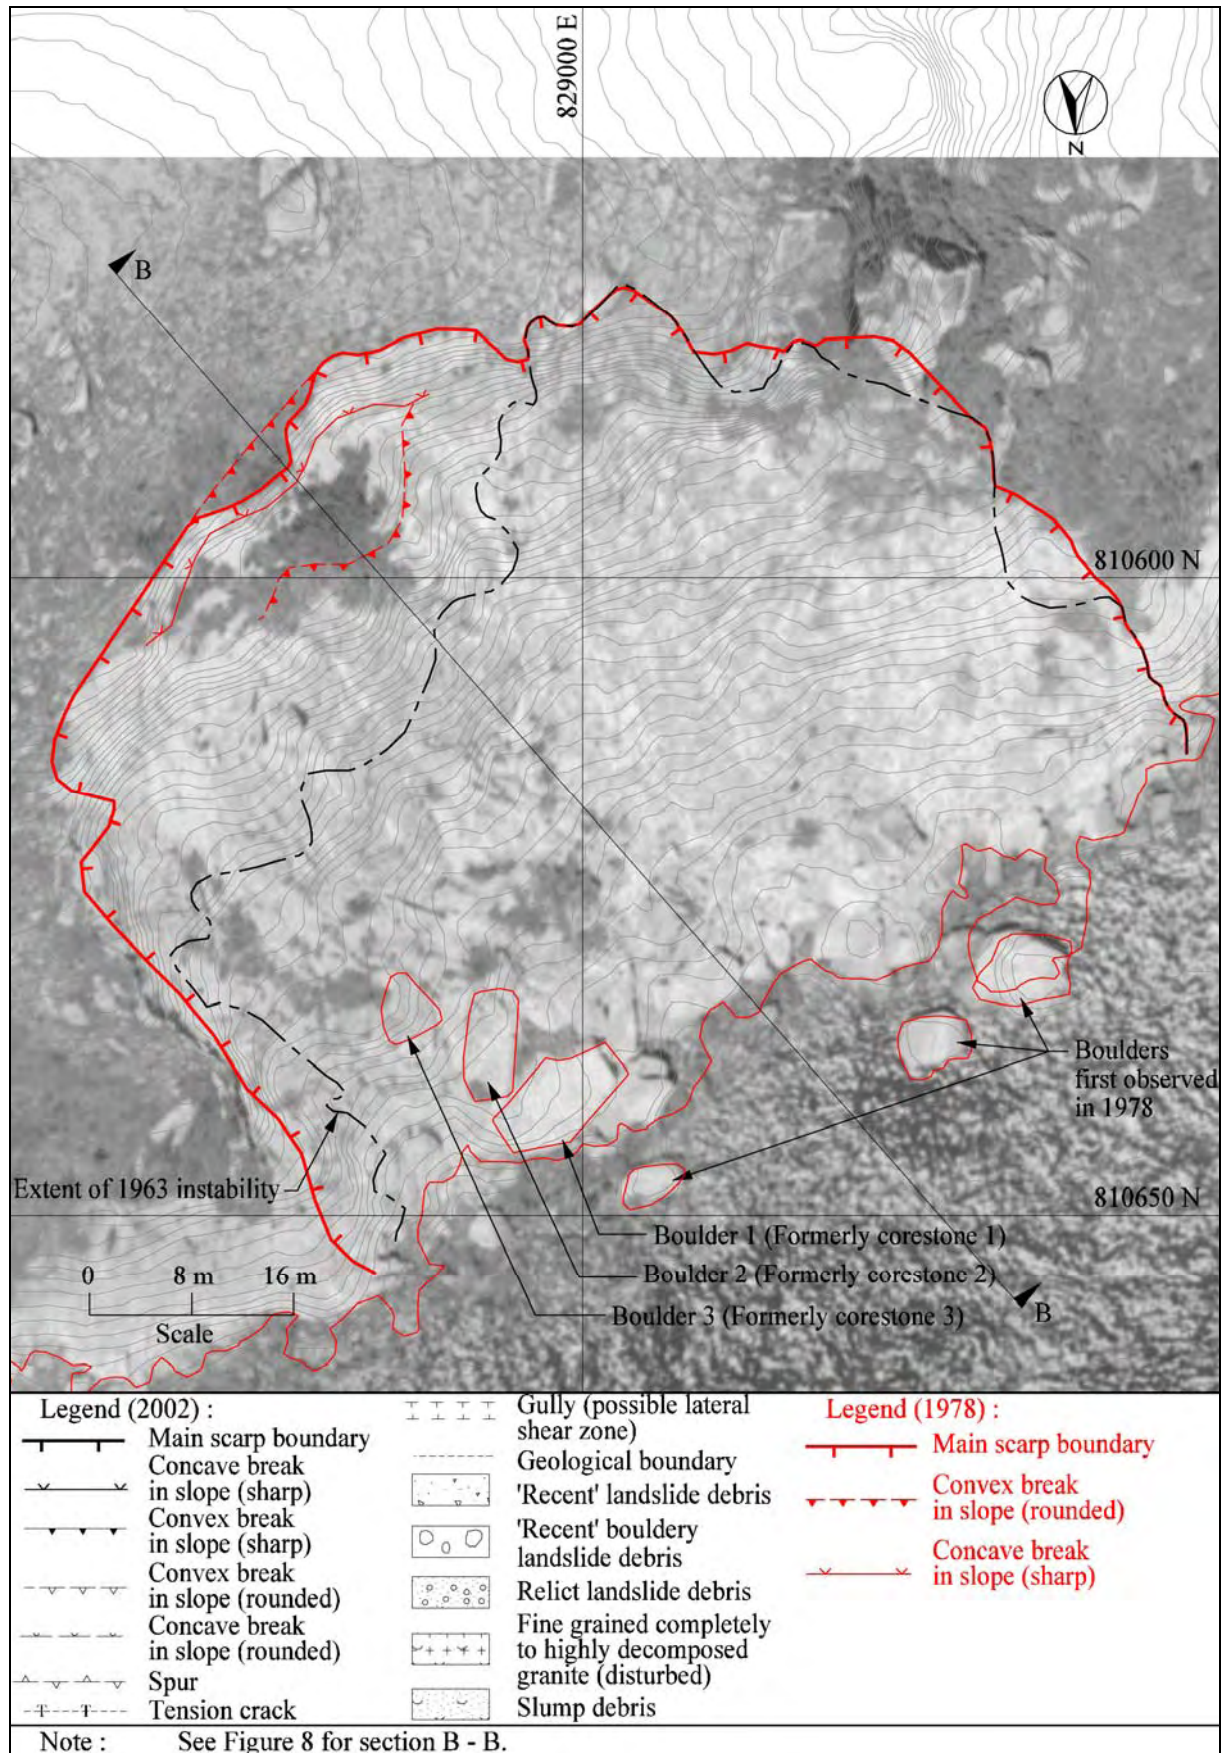 829000 E
N
B
810600 N
Boulders
first observed
in 1978
Extent of 1963 instability
810650 N
Boulder 1 (Formerly corestone 1)
Boulder 2 (Formerly corestone 2)
Boulder 3 (Formerly corestone 3)
B
0 8 m 16 m
Scale
Legend (2002) :
Main scarp boundary
Concave break
in slope (sharp)
Convex break
in slope (sharp)
Convex break
in slope (rounded)
Concave break
in slope (rounded)
Spur
Tension crack
Gully (possible lateral
shear zone)
Geological boundary
'Recent' landslide debris
'Recent' bouldery
landslide debris
Relict landslide debris
Fine grained completely
to highly decomposed
granite (disturbed)
Slump debris
Legend (1978) :
Main scarp boundary
Convex break
in slope (rounded)
Concave break
in slope (sharp)
Note : See Figure 8 for section B - B.